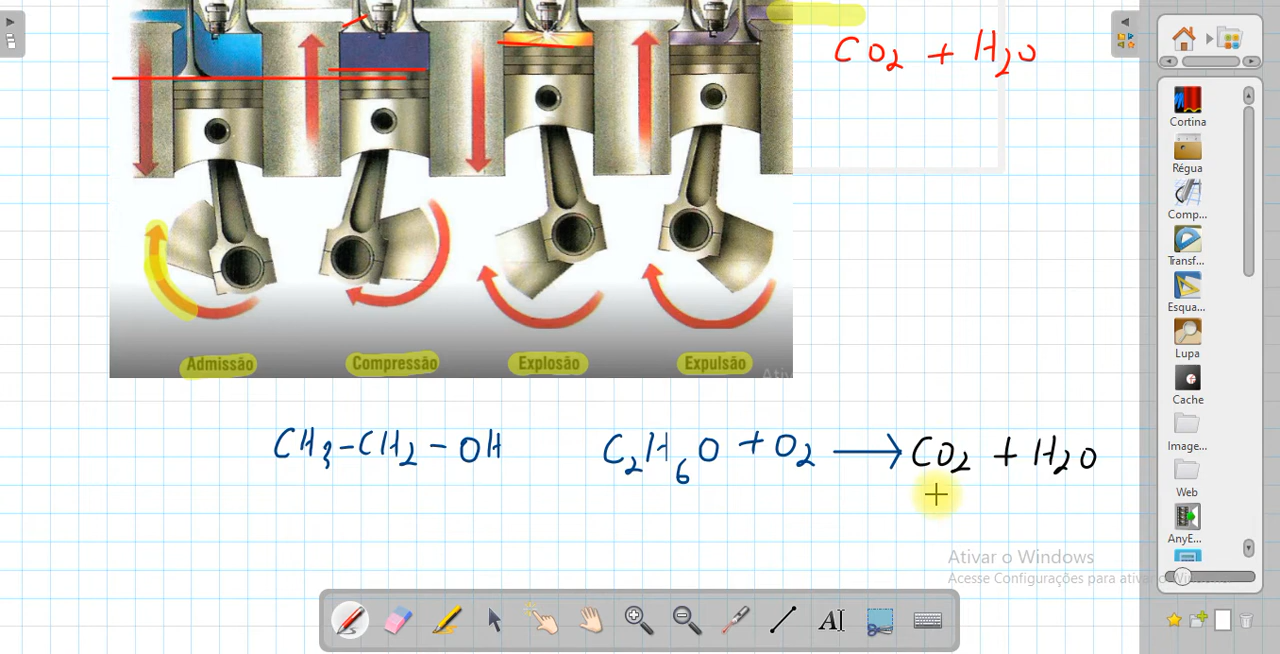 CO₂ + H₂O
Admissão
Compressão
Explosão
Expulsão
CH₃-CH₂-OH
C₂H₆O + O₂ → CO₂ + H₂O
Ativar o Windows
Acesse Configurações para ativar o Windows.
Cortina
Régua
Comp...
Transf...
Esqua...
Lupa
Cache
Image...
Web
AnyE...
A